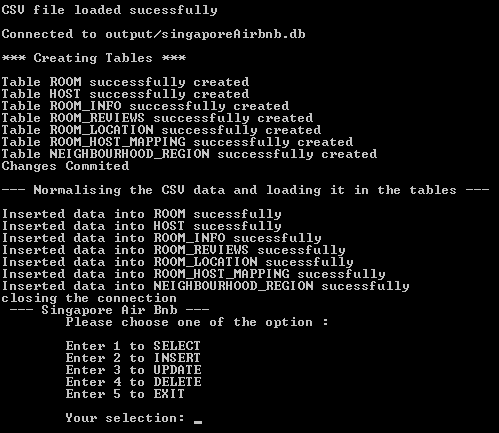 CSV file loaded sucessfully
Connected to output/singaporeAirbnb.db
*** Creating Tables ***
Table ROOM successfully created
Table HOST successfully created
Table ROOM_INFO successfully created
Table ROOM_REVIEWS successfully created
Table ROOM_LOCATION successfully created
Table ROOM_HOST_MAPPING successfully created
Table NEIGHBOURHOOD_REGION successfully created
Changes Commited
--- Normalising the CSV data and loading it in the tables ---
Inserted data into ROOM sucessfully
Inserted data into HOST sucessfully
Inserted data into ROOM_INFO sucessfully
Inserted data into ROOM_REVIEWS sucessfully
Inserted data into ROOM_LOCATION sucessfully
Inserted data into ROOM_HOST_MAPPING sucessfully
Inserted data into NEIGHBOURHOOD_REGION sucessfully
closing the connection
--- Singapore Air Bnb ---
Please choose one of the option :
Enter 1 to SELECT
Enter 2 to INSERT
Enter 3 to UPDATE
Enter 4 to DELETE
Enter 5 to EXIT
Your selection: _